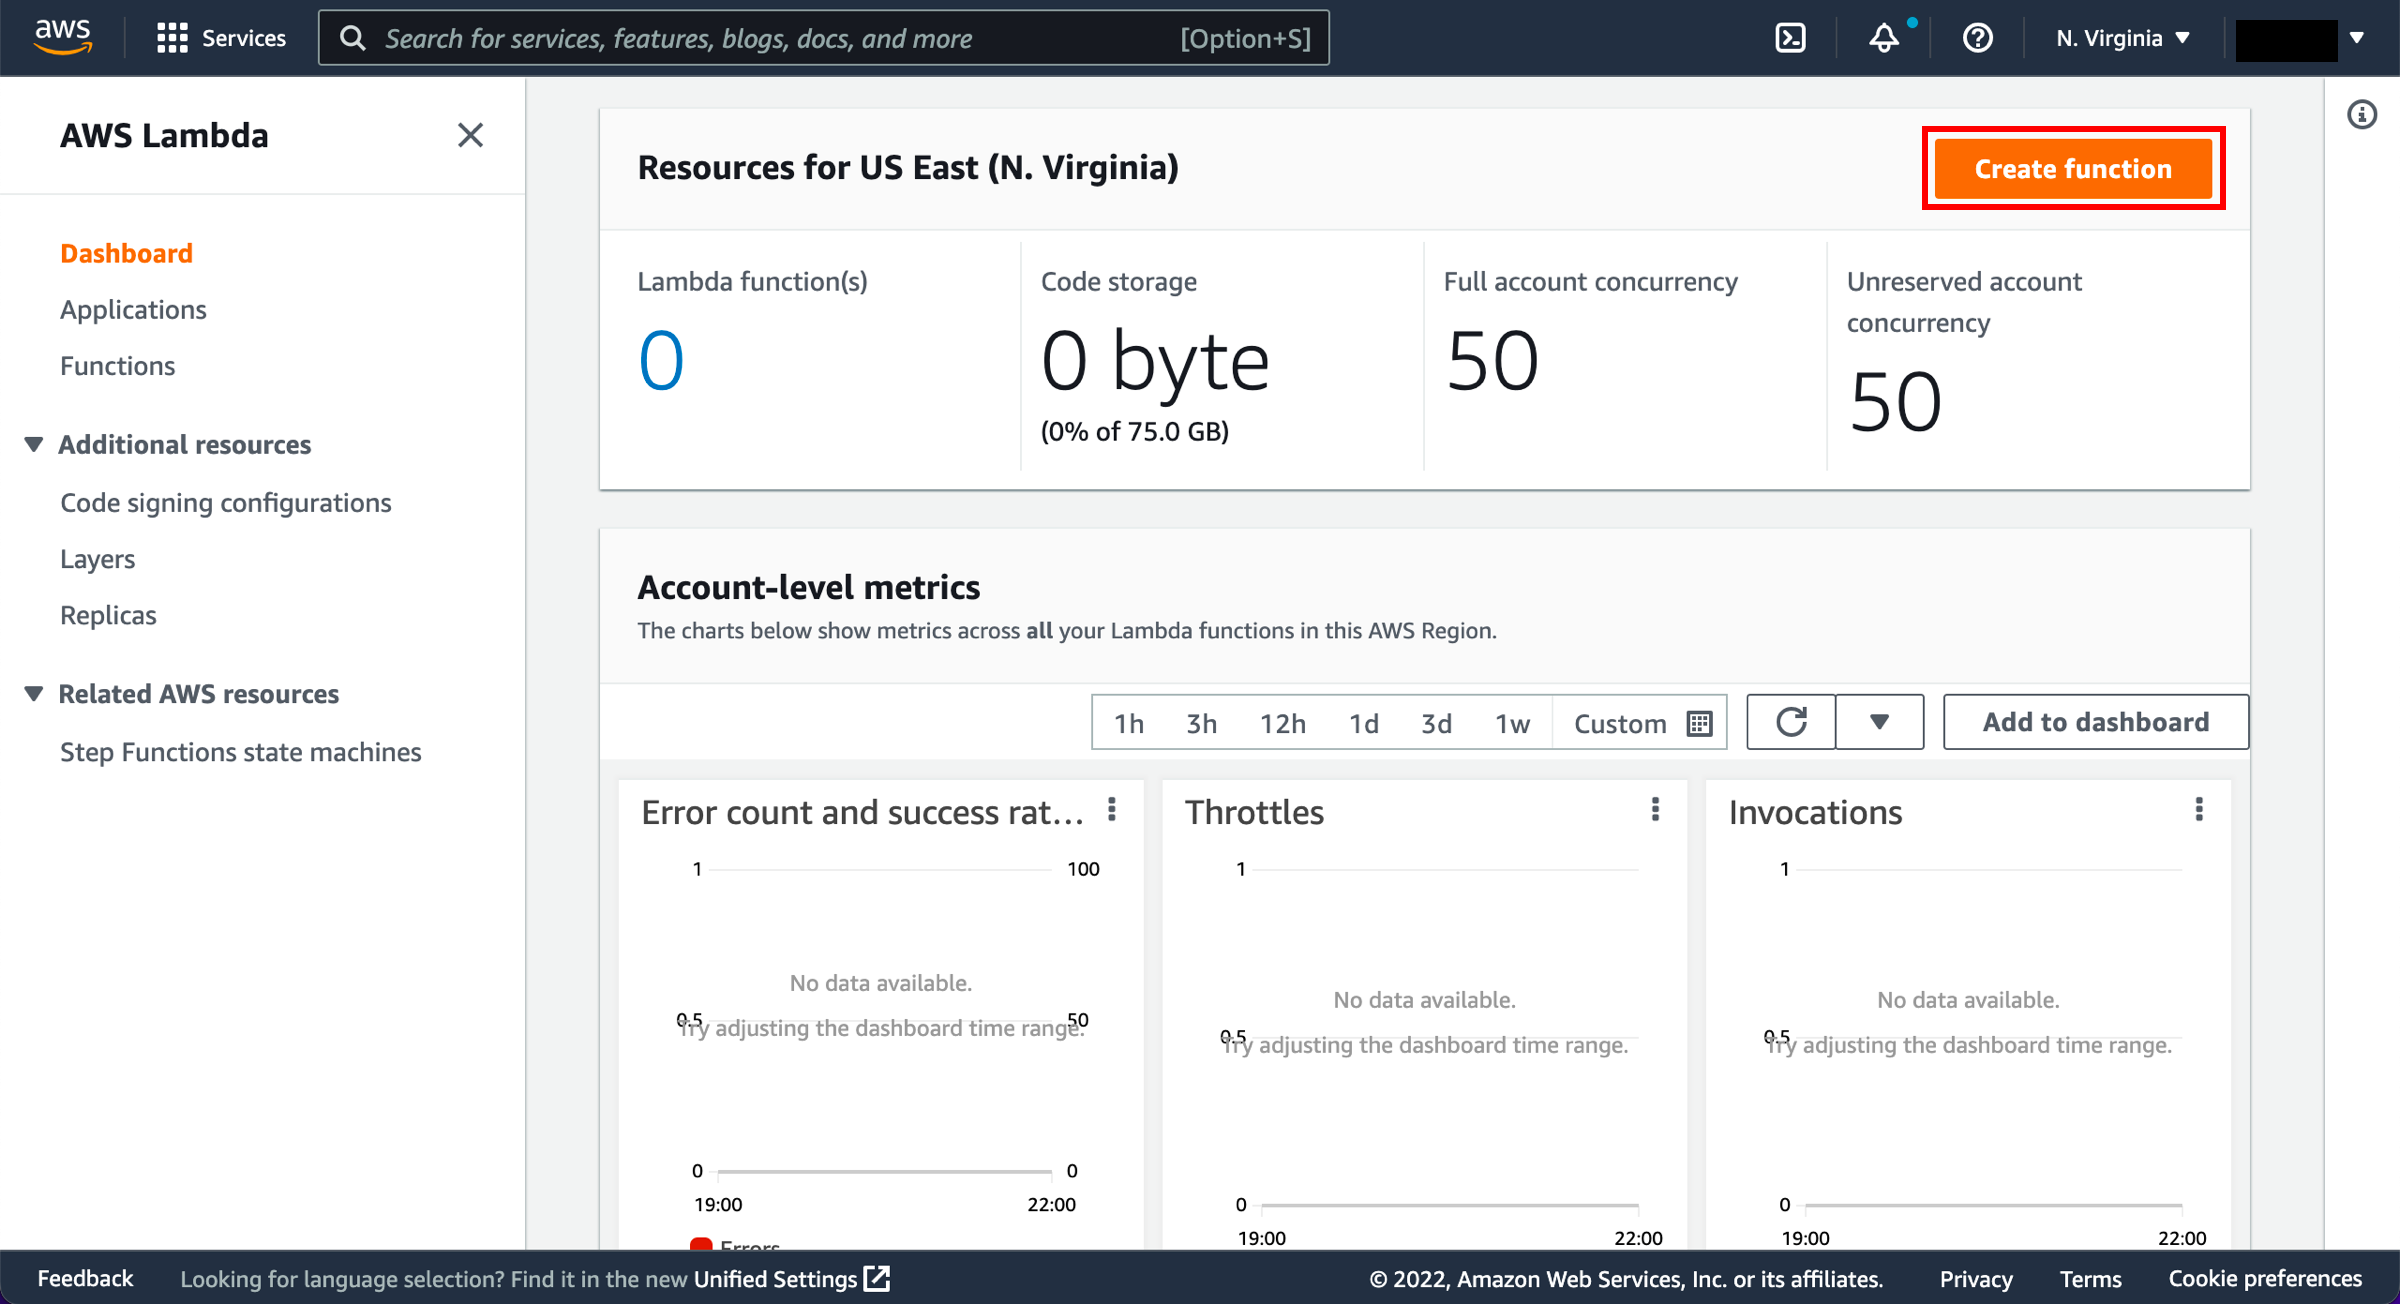 aws
Services
Search for services, features, blogs, docs, and more [Option+S]
N. Virginia
AWS Lambda
Dashboard
Applications
Functions
Additional resources
Code signing configurations
Layers
Replicas
Related AWS resources
Step Functions state machines
Resources for US East (N. Virginia)
Create function
Lambda function(s)
0
Code storage
0 byte
(0% of 75.0 GB)
Full account concurrency
50
Unreserved account
concurrency
50
Account-level metrics
The charts below show metrics across all your Lambda functions in this AWS Region.
1h 3h 12h 1d 3d 1w Custom
Add to dashboard
Error count and success rat...
1 100
No data available.
0.5 50
Try adjusting the dashboard time range.
0 0
19:00 22:00
Errors
Throttles
1
No data available.
0.5
Try adjusting the dashboard time range.
0
19:00 22:00
Invocations
1
No data available.
0.5
Try adjusting the dashboard time range.
0
19:00 22:00
Feedback
Looking for language selection? Find it in the new Unified Settings
© 2022, Amazon Web Services, Inc. or its affiliates.
Privacy
Terms
Cookie preferences